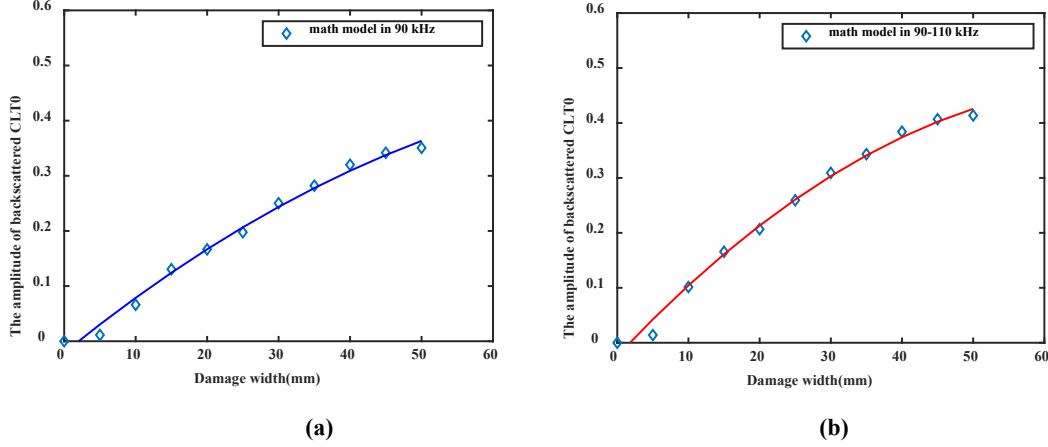 0.6
math model in 90 kHz
0.5
0.4
0.3
0.2
0.1
0
0 10 20 30 40 50 60
Damage width(mm)
The amplitude of backscattered CLT0
(a)
0.6
math model in 90-110 kHz
0.5
0.4
0.3
0.2
0.1
0
0 10 20 30 40 50 60
Damage width(mm)
The amplitude of backscattered CLT0
(b)